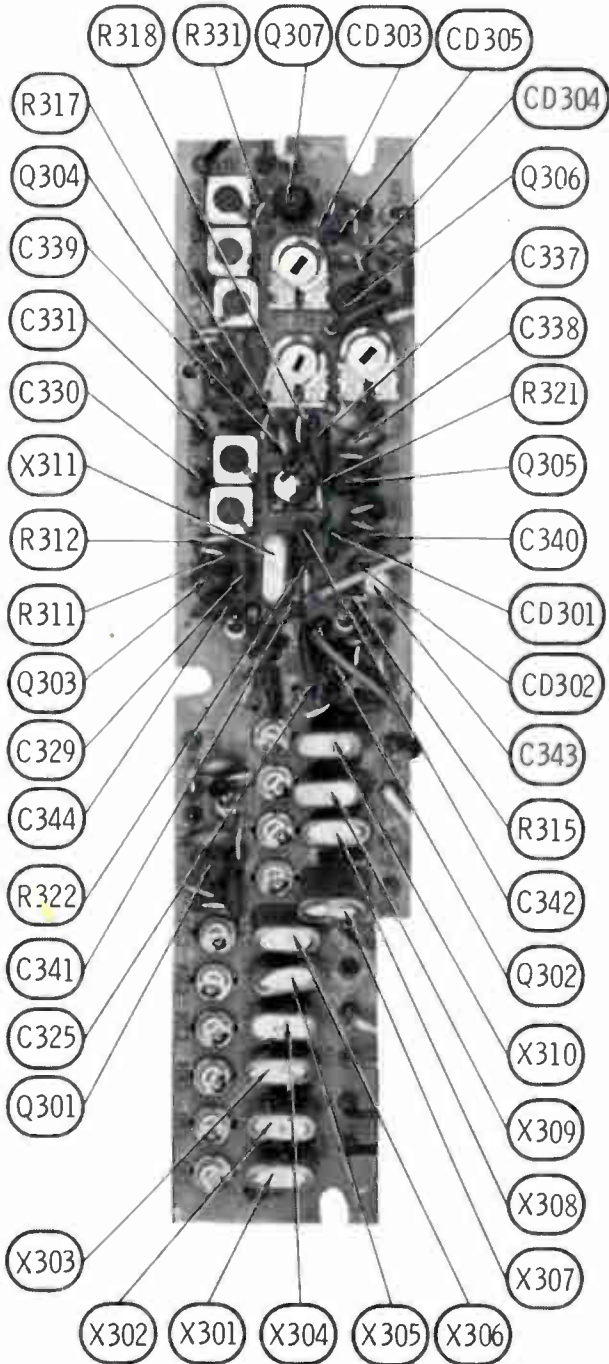 R318 R331 Q307 CD303 CD305
R317
CD304
Q304
Q306
C339
C337
C331
C338
C330
R321
X311
Q305
R312
C340
R311
CD301
Q303
CD302
C329
C343
C344
R315
R322
C342
C341
Q302
C325
X310
Q301
X309
X308
X303
X307
X302 X301 X304 X305 X306